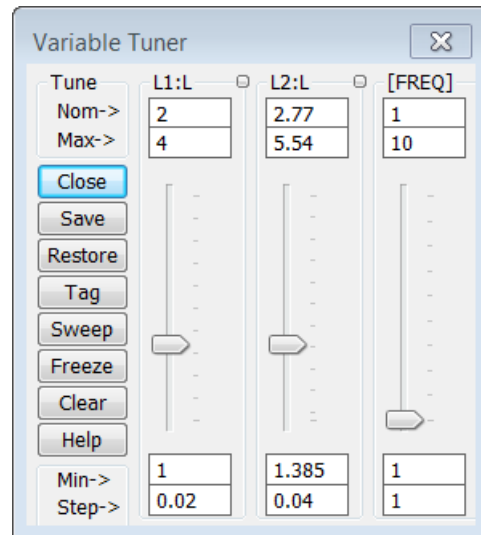 Variable Tuner
Tune L1:L L2:L [FREQ]
Nom-> 2 2.77 1
Max-> 4 5.54 10
Close
Save
Restore
Tag
Sweep
Freeze
Clear
Help
Min-> 1 1.385 1
Step-> 0.02 0.04 1